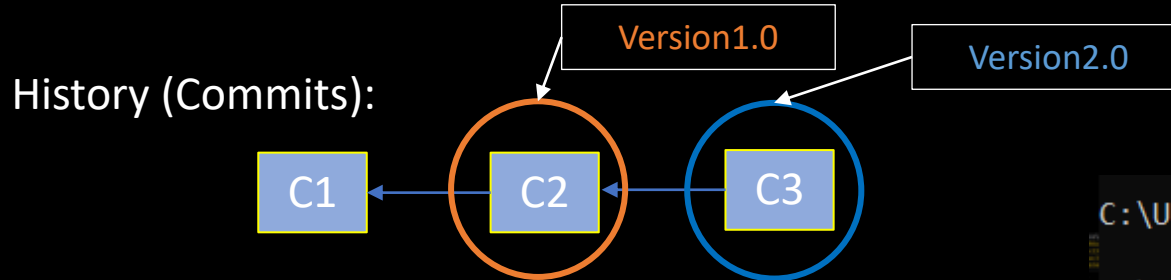 Version1.0
Version2.0
History (Commits):
C1
C2
C3
C:\U